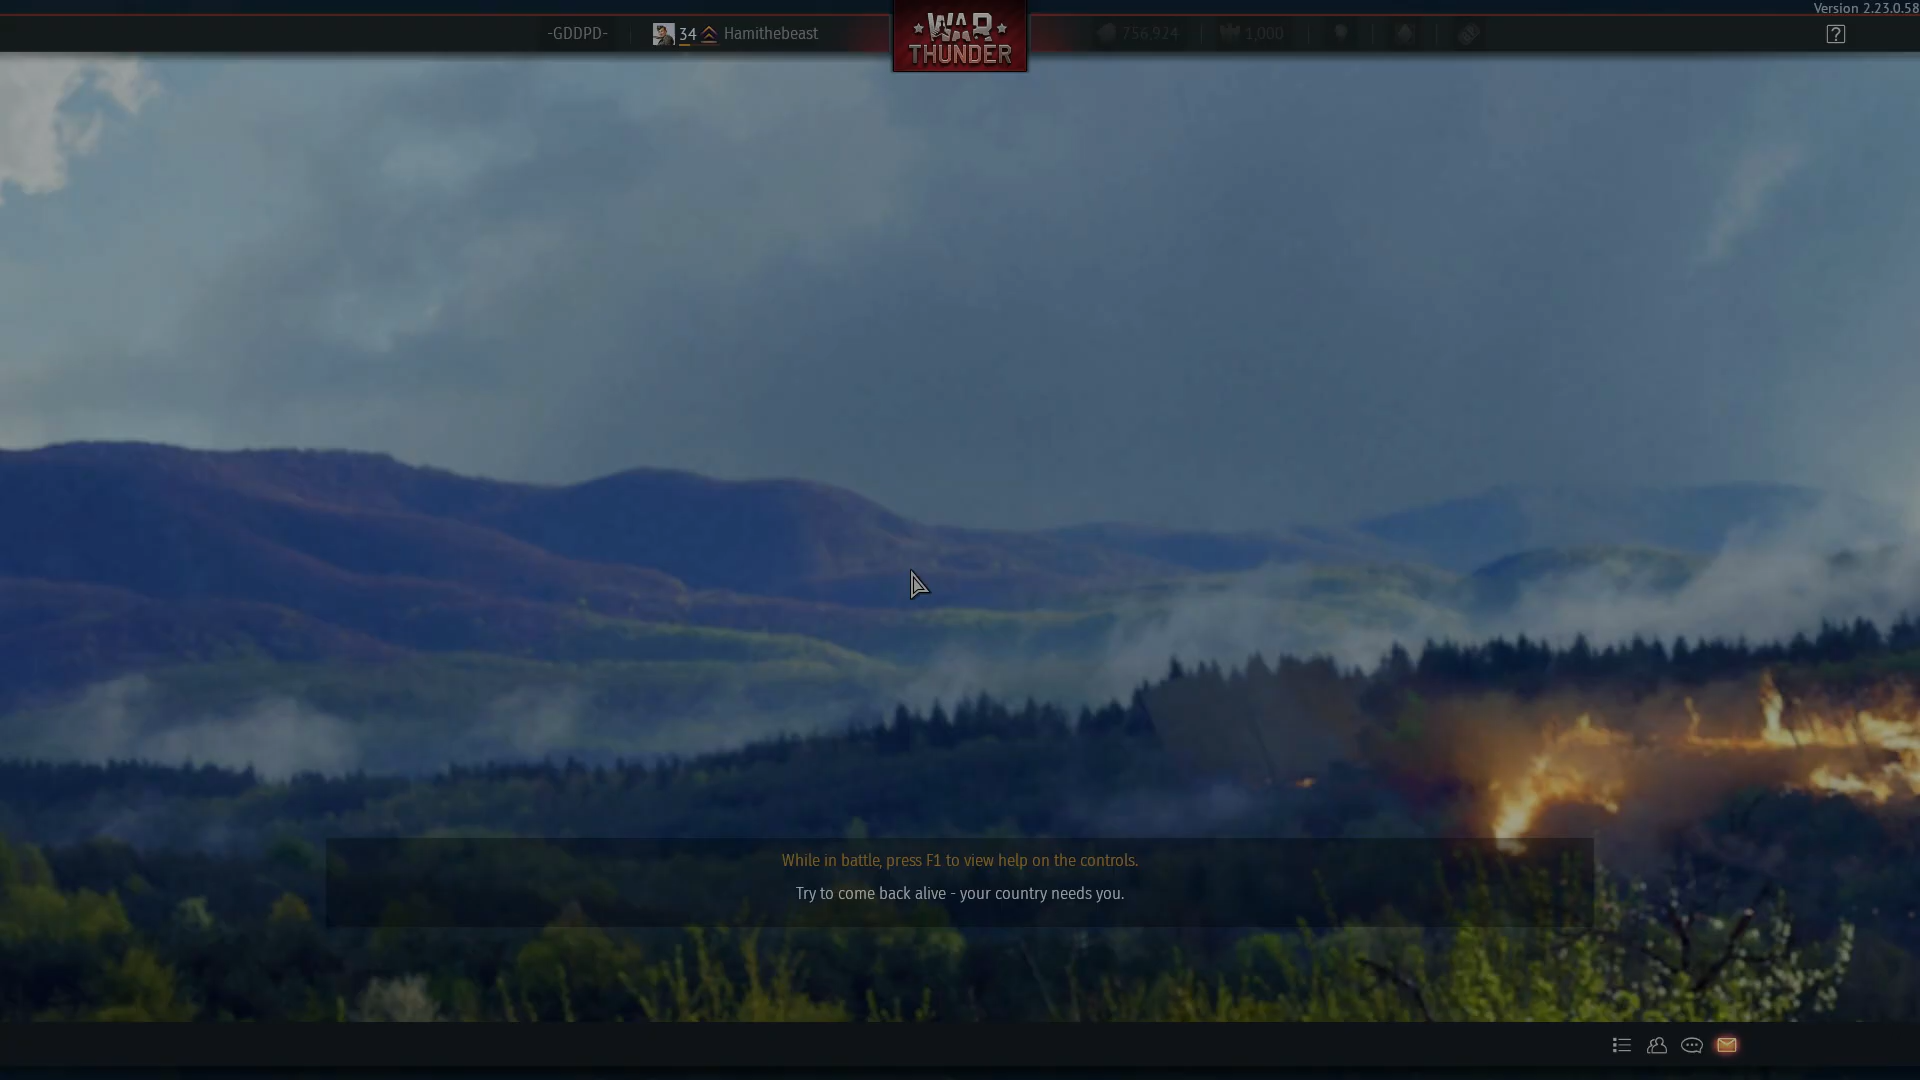 Version 2.23.0.58
-GDDPD-
34 Hamithebeast
WAR
THUNDER
756,924
1,000
While in battle, press F1 to view help on the controls.
Try to come back alive - your country needs you.